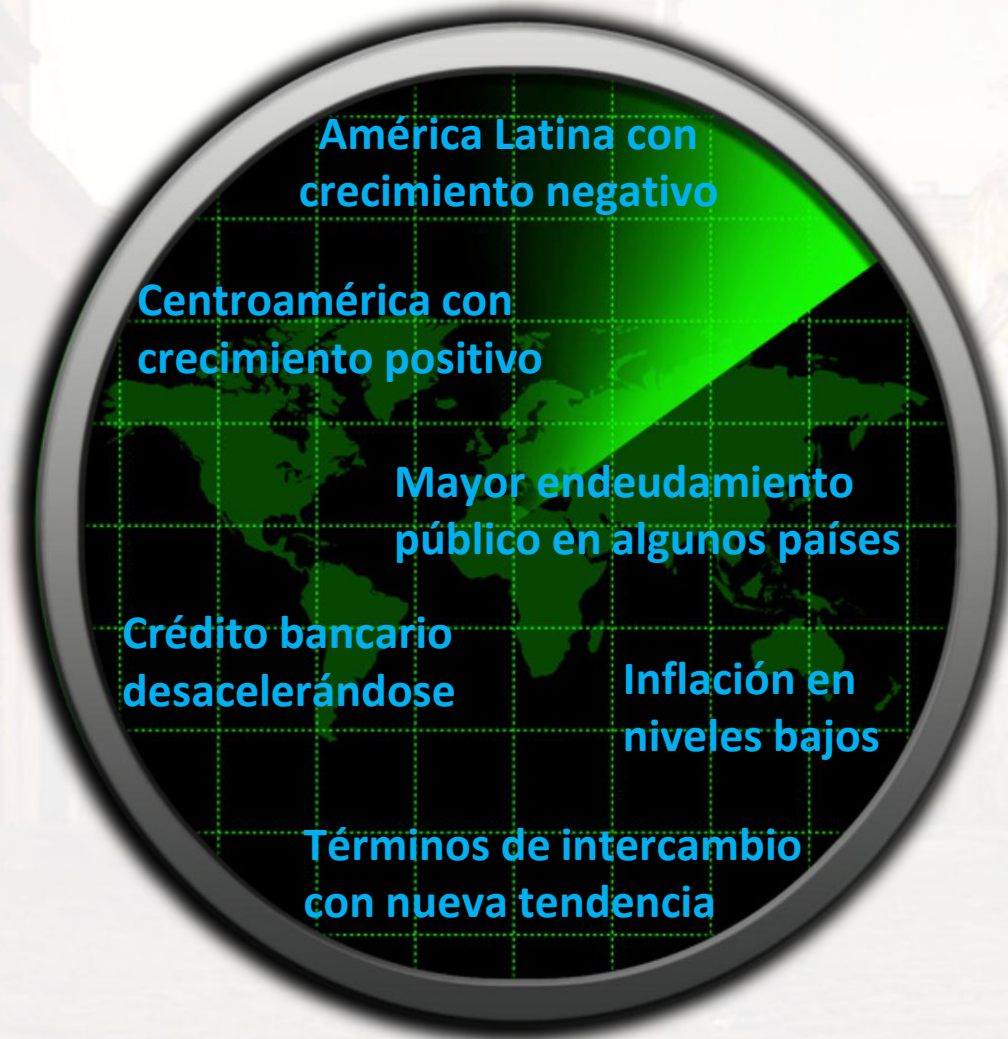 América Latina con
crecimiento negativo
Centroamérica con
crecimiento positivo
Mayor endeudamiento
público en algunos países
Crédito bancario
desacelerándose
Inflación en
niveles bajos
Términos de intercambio
con nueva tendencia